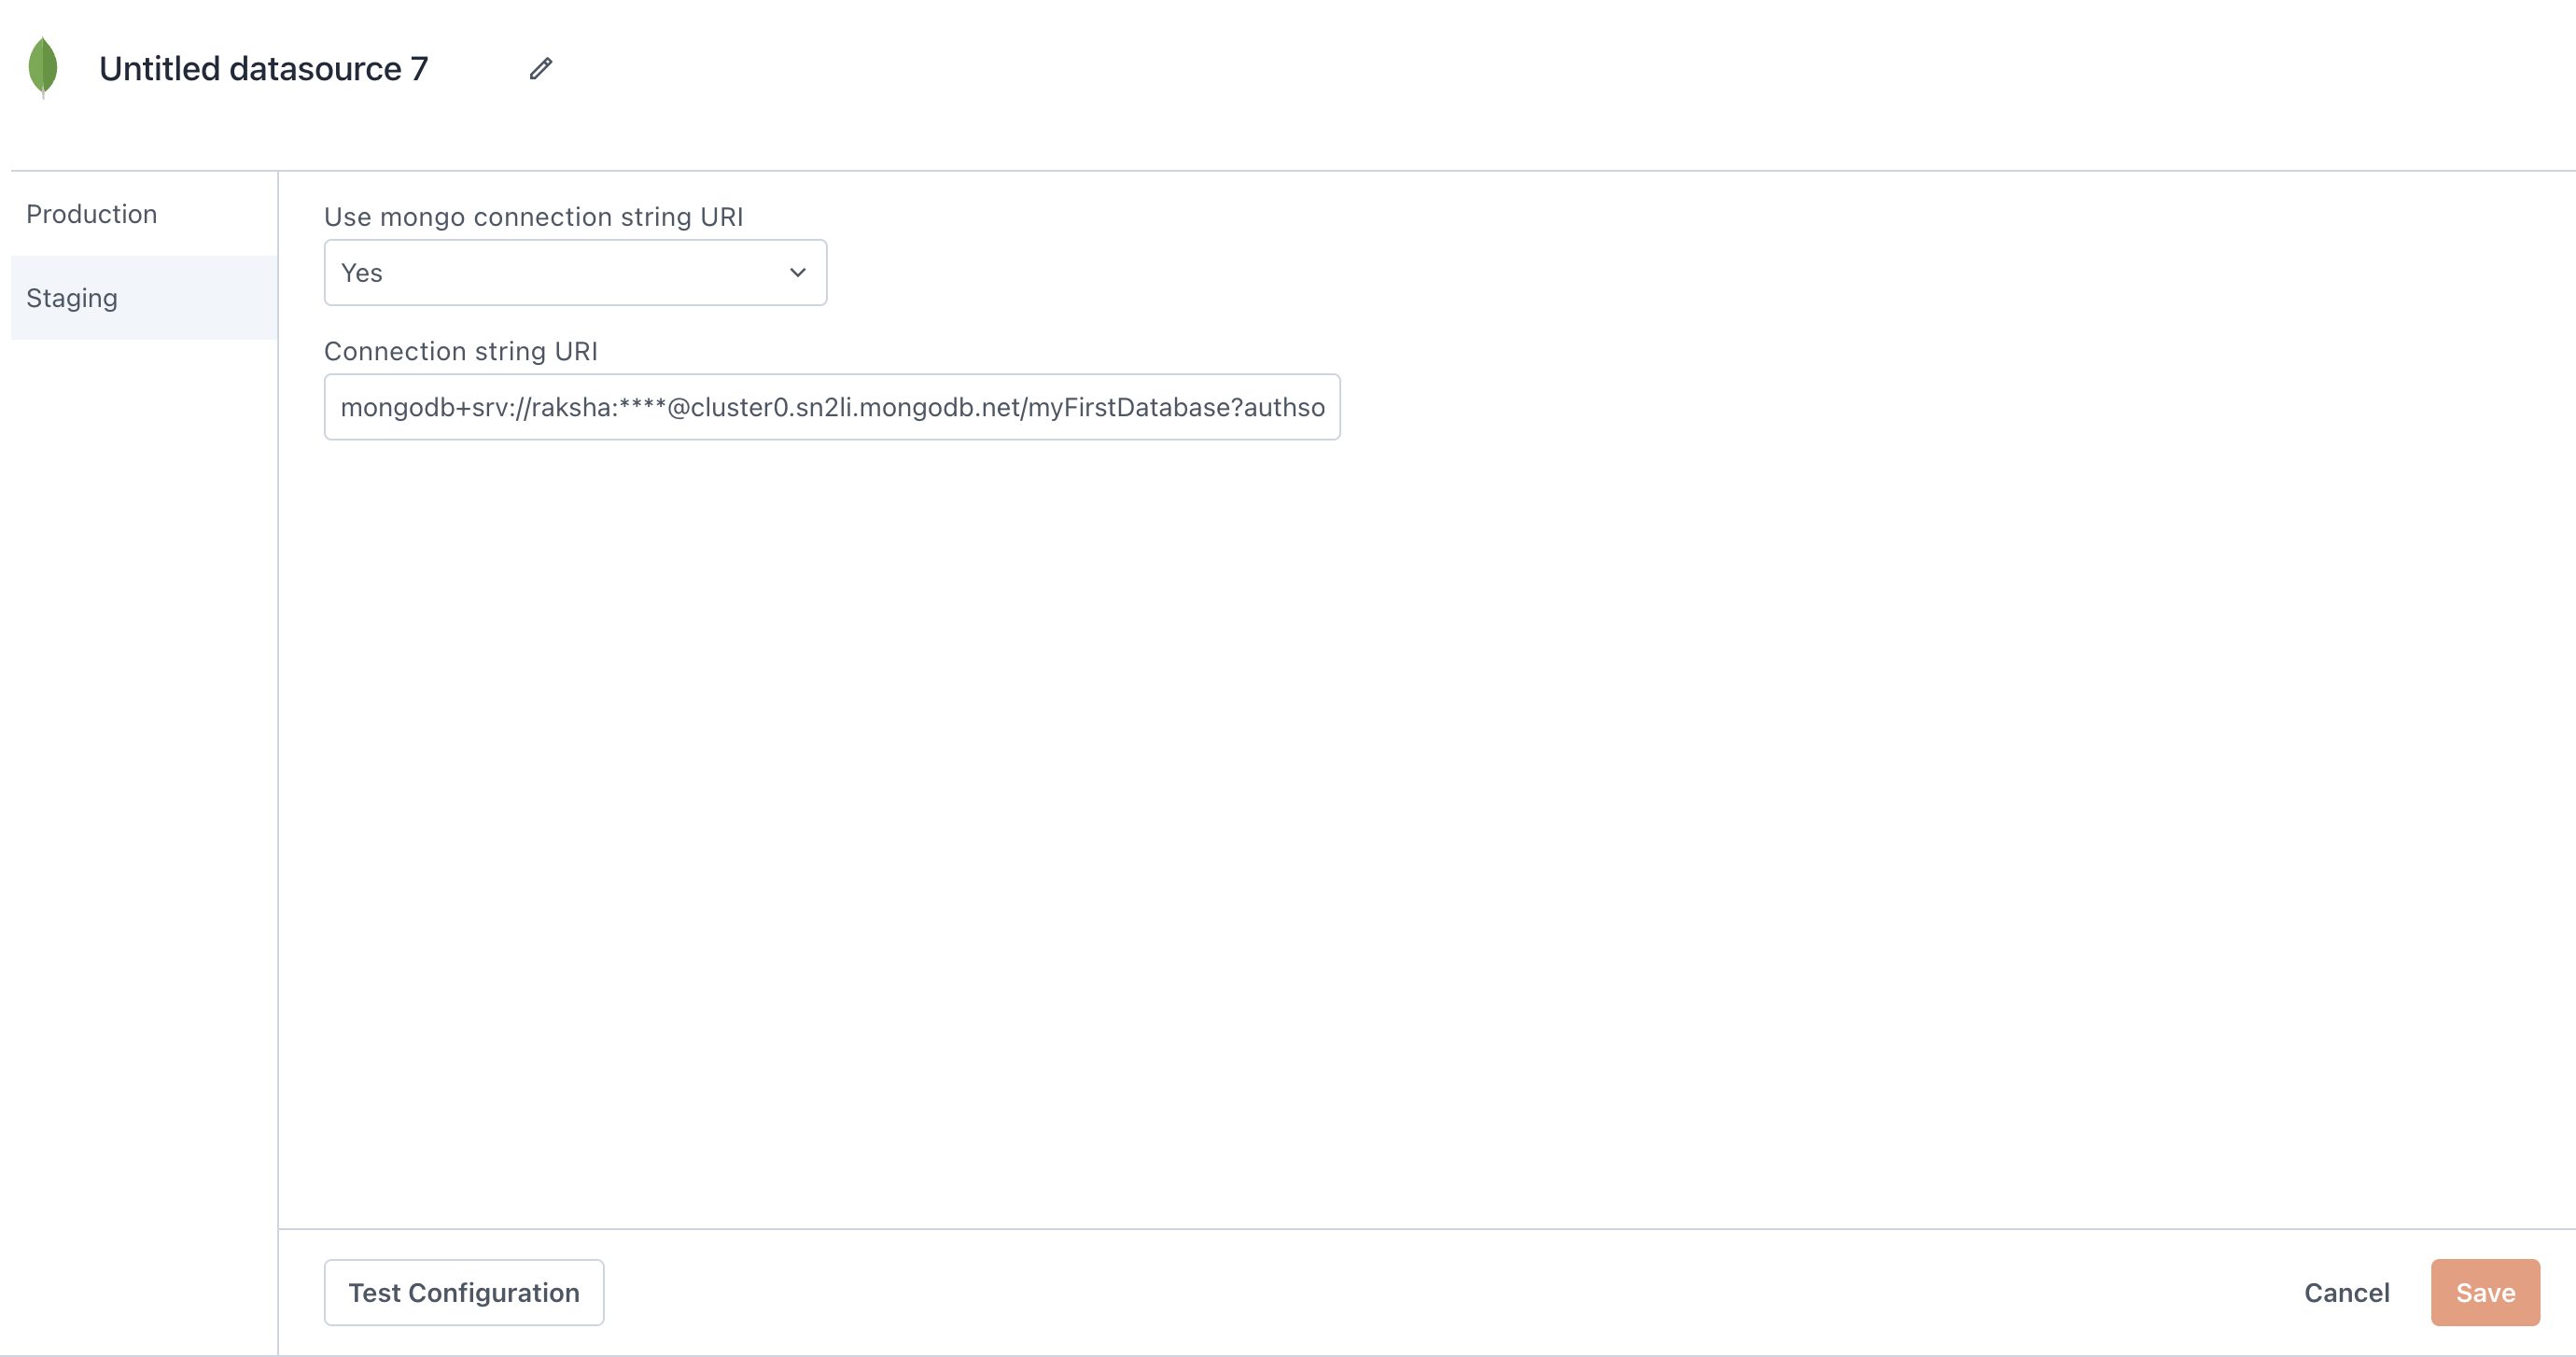 Untitled datasource 7
Production
Staging
Use mongo connection string URI
Yes
Connection string URI
mongodb+srv://raksha:****@cluster0.sn2li.mongodb.net/myFirstDatabase?authso
Test Configuration
Cancel
Save